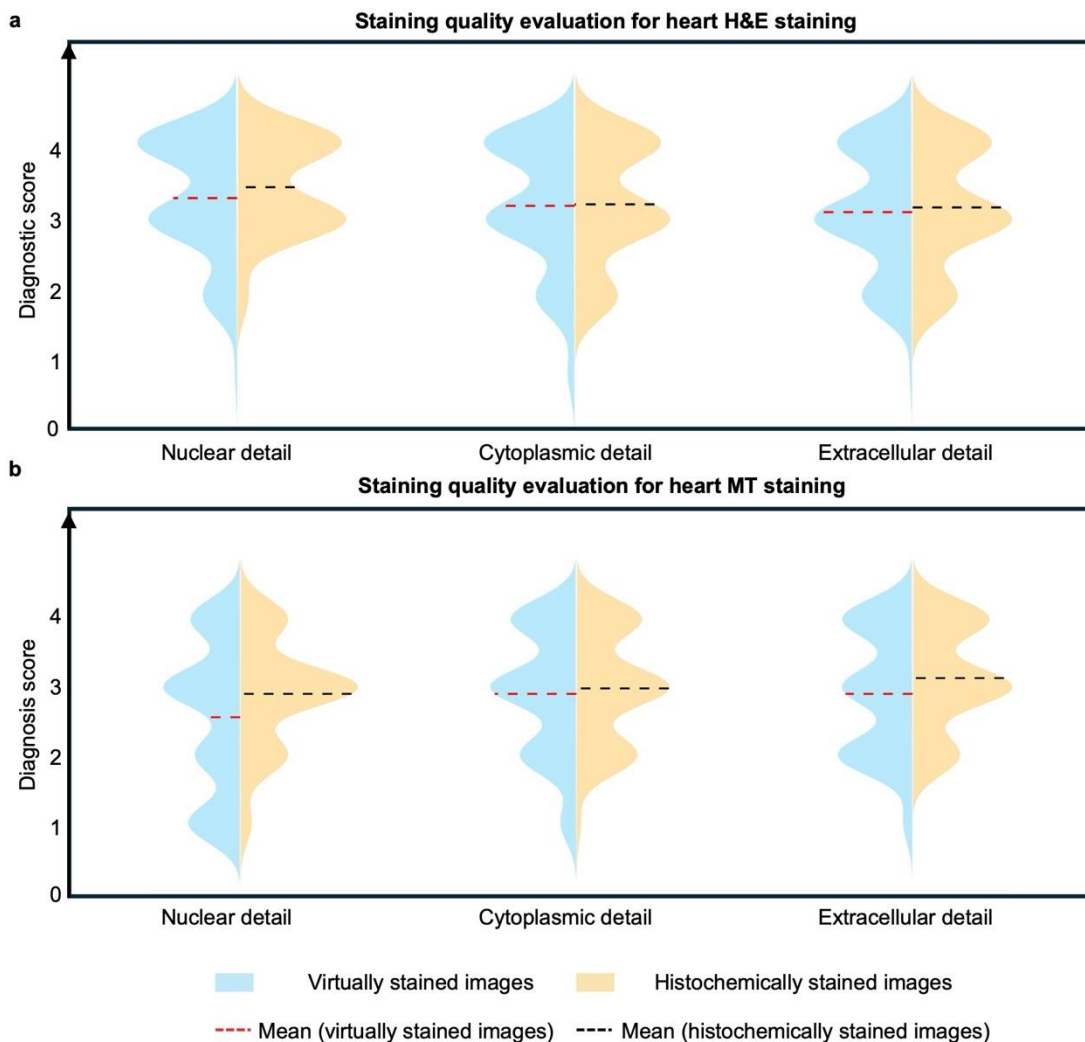 a
Staining quality evaluation for heart H&E staining
Diagnostic score
4
3
2
1
0
Nuclear detail
Cytoplasmic detail
Extracellular detail
b
Staining quality evaluation for heart MT staining
Diagnosis score
4
3
2
1
0
Nuclear detail
Cytoplasmic detail
Extracellular detail
Virtually stained images
Histochemically stained images
Mean (virtually stained images)
Mean (histochemically stained images)